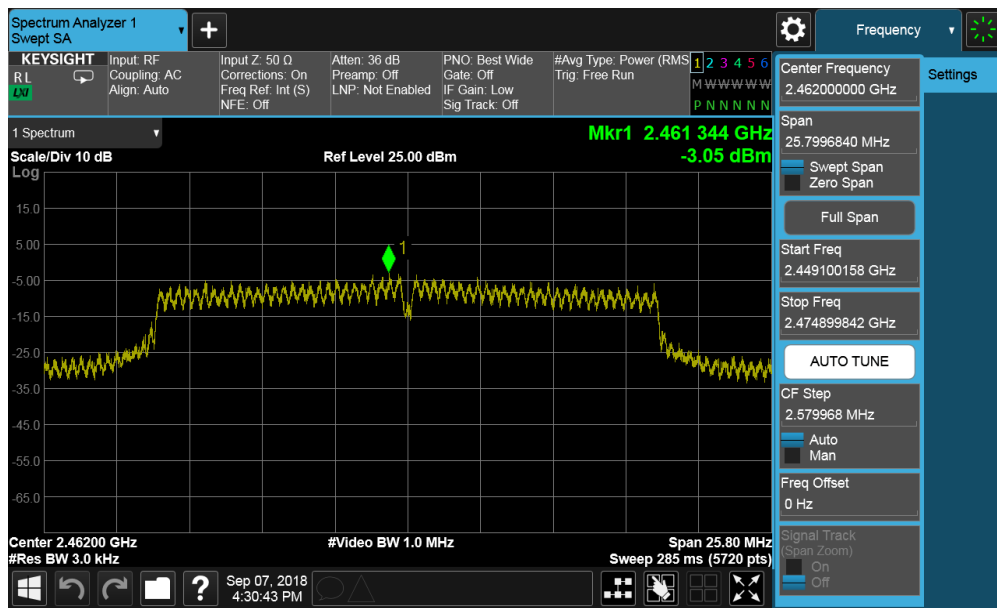 Spectrum Analyzer 1
Swept SA
+
Frequency
KEYSIGHT
R L
LXI
Input: RF
Coupling: AC
Align: Auto
Input Z: 50 Ω
Corrections: On
Freq Ref: Int (S)
NFE: Off
Atten: 36 dB
Preamp: Off
LNP: Not Enabled
PNO: Best Wide
Gate: Off
IF Gain: Low
Sig Track: Off
#Avg Type: Power (RMS
Trig: Free Run
1 2 3 4 5 6
M W W W W W
P N N N N N
1 Spectrum
Mkr1 2.461 344 GHz
Scale/Div 10 dB
Ref Level 25.00 dBm
-3.05 dBm
Log
15.0
5.00
-5.00
-15.0
-25.0
-35.0
-45.0
-55.0
-65.0
1
Center 2.46200 GHz
#Video BW 1.0 MHz
Span 25.80 MHz
#Res BW 3.0 kHz
Sweep 285 ms (5720 pts)
?
Sep 07, 2018
4:30:43 PM
Center Frequency
2.462000000 GHz
Settings
Span
25.7996840 MHz
Swept Span
Zero Span
Full Span
Start Freq
2.449100158 GHz
Stop Freq
2.474899842 GHz
AUTO TUNE
CF Step
2.579968 MHz
Auto
Man
Freq Offset
0 Hz
Signal Track
(Span Zoom)
On
Off